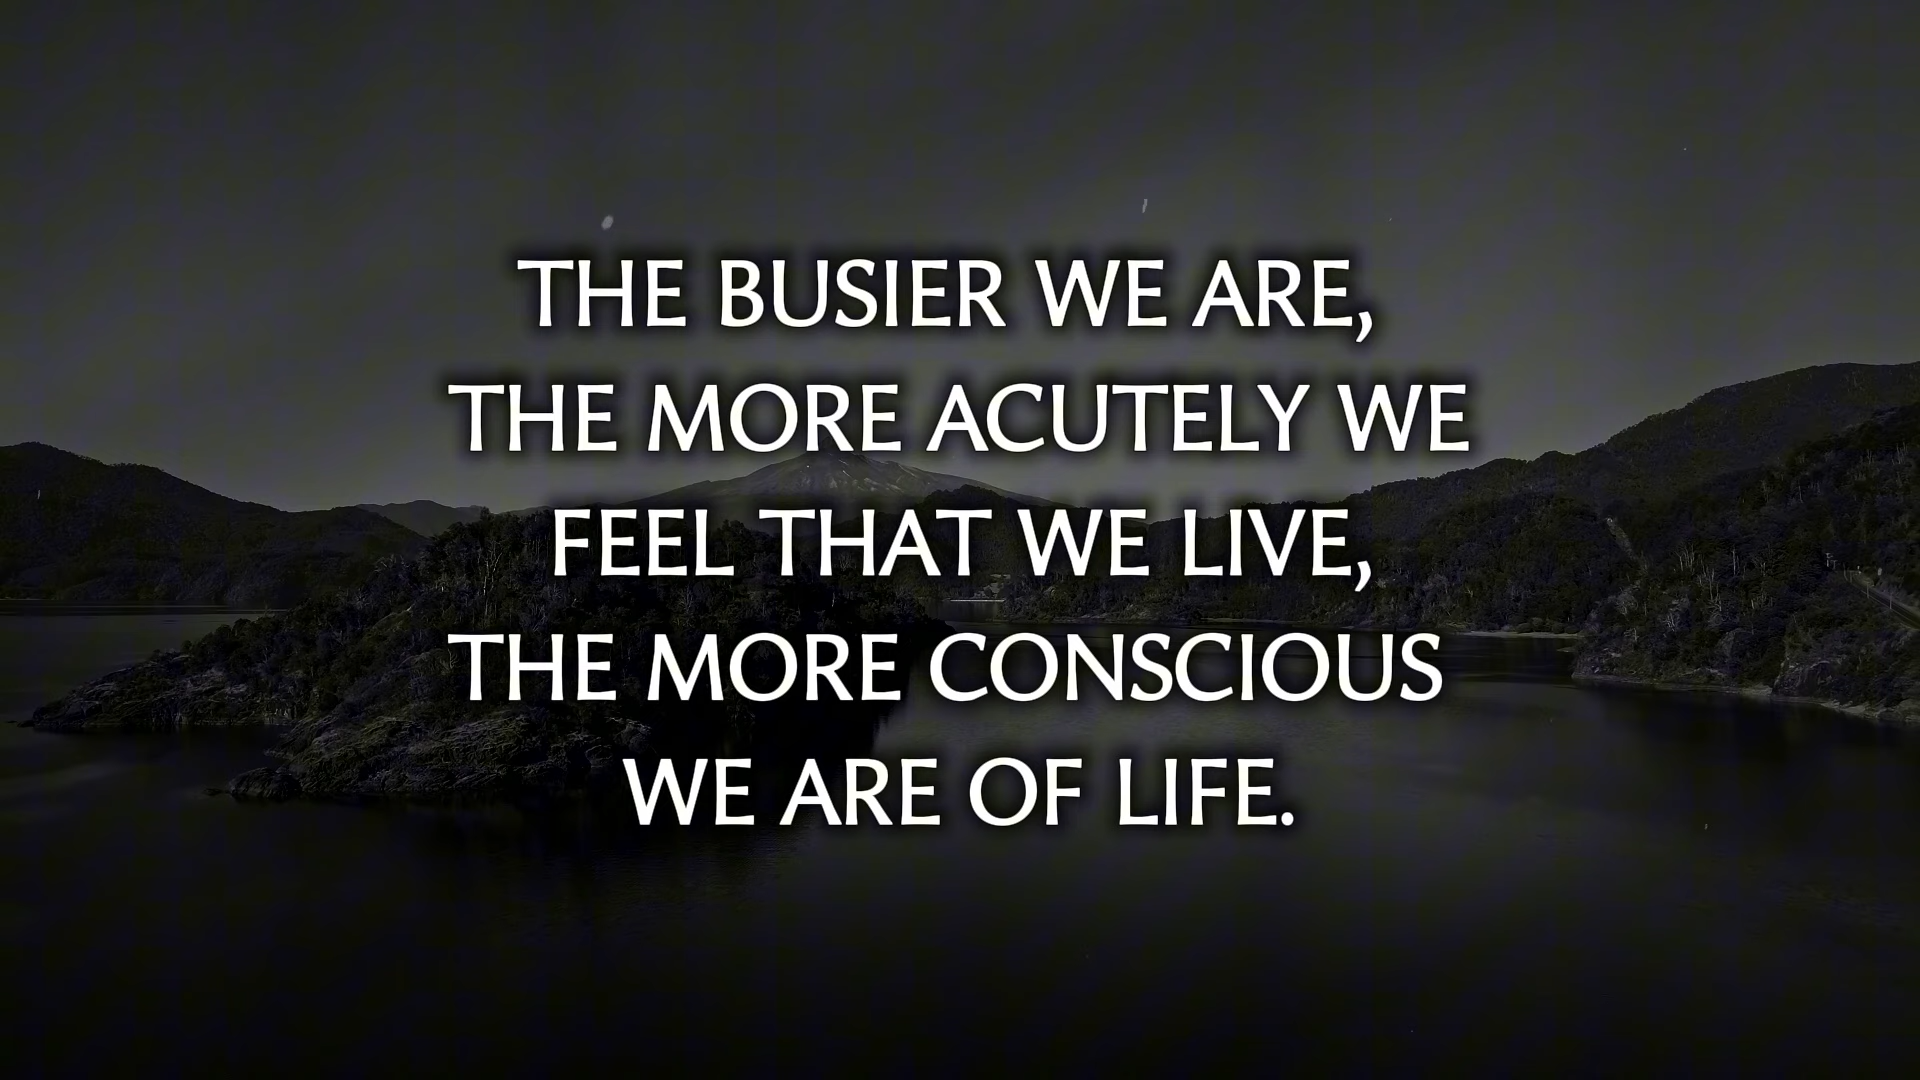 THE BUSIER WE ARE,
THE MORE ACUTELY WE
FEEL THAT WE LIVE,
THE MORE CONSCIOUS
WE ARE OF LIFE.